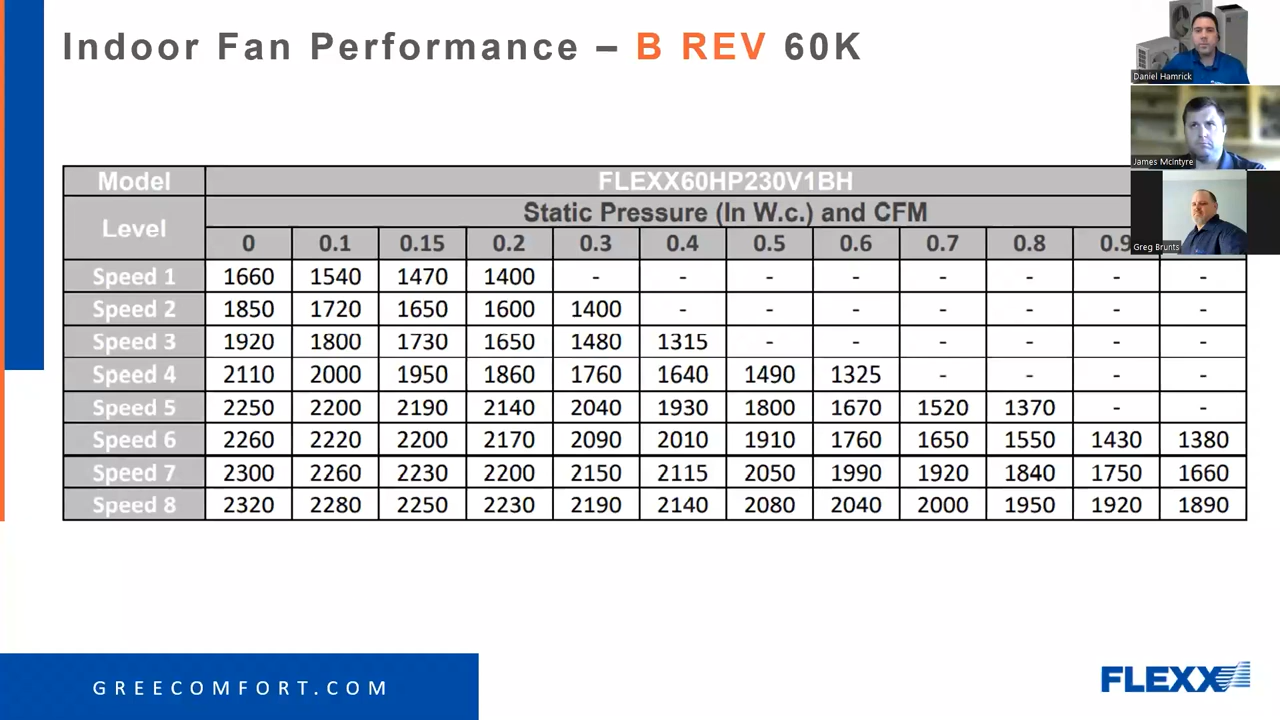 Indoor Fan Performance – B REV 60K
Daniel Hamrick
James McIntyre
Greg Brunts
Model FLEXX60HP230V1BH
Level Static Pressure (In W.c.) and CFM
0 0.1 0.15 0.2 0.3 0.4 0.5 0.6 0.7 0.8 0.9
Speed 1 1660 1540 1470 1400 - - - - - - - -
Speed 2 1850 1720 1650 1600 1400 - - - - - - -
Speed 3 1920 1800 1730 1650 1480 1315 - - - - - -
Speed 4 2110 2000 1950 1860 1760 1640 1490 1325 - - - -
Speed 5 2250 2200 2190 2140 2040 1930 1800 1670 1520 1370 - -
Speed 6 2260 2220 2200 2170 2090 2010 1910 1760 1650 1550 1430 1380
Speed 7 2300 2260 2230 2200 2150 2115 2050 1990 1920 1840 1750 1660
Speed 8 2320 2280 2250 2230 2190 2140 2080 2040 2000 1950 1920 1890
GREECOMFORT.COM
FLEXX